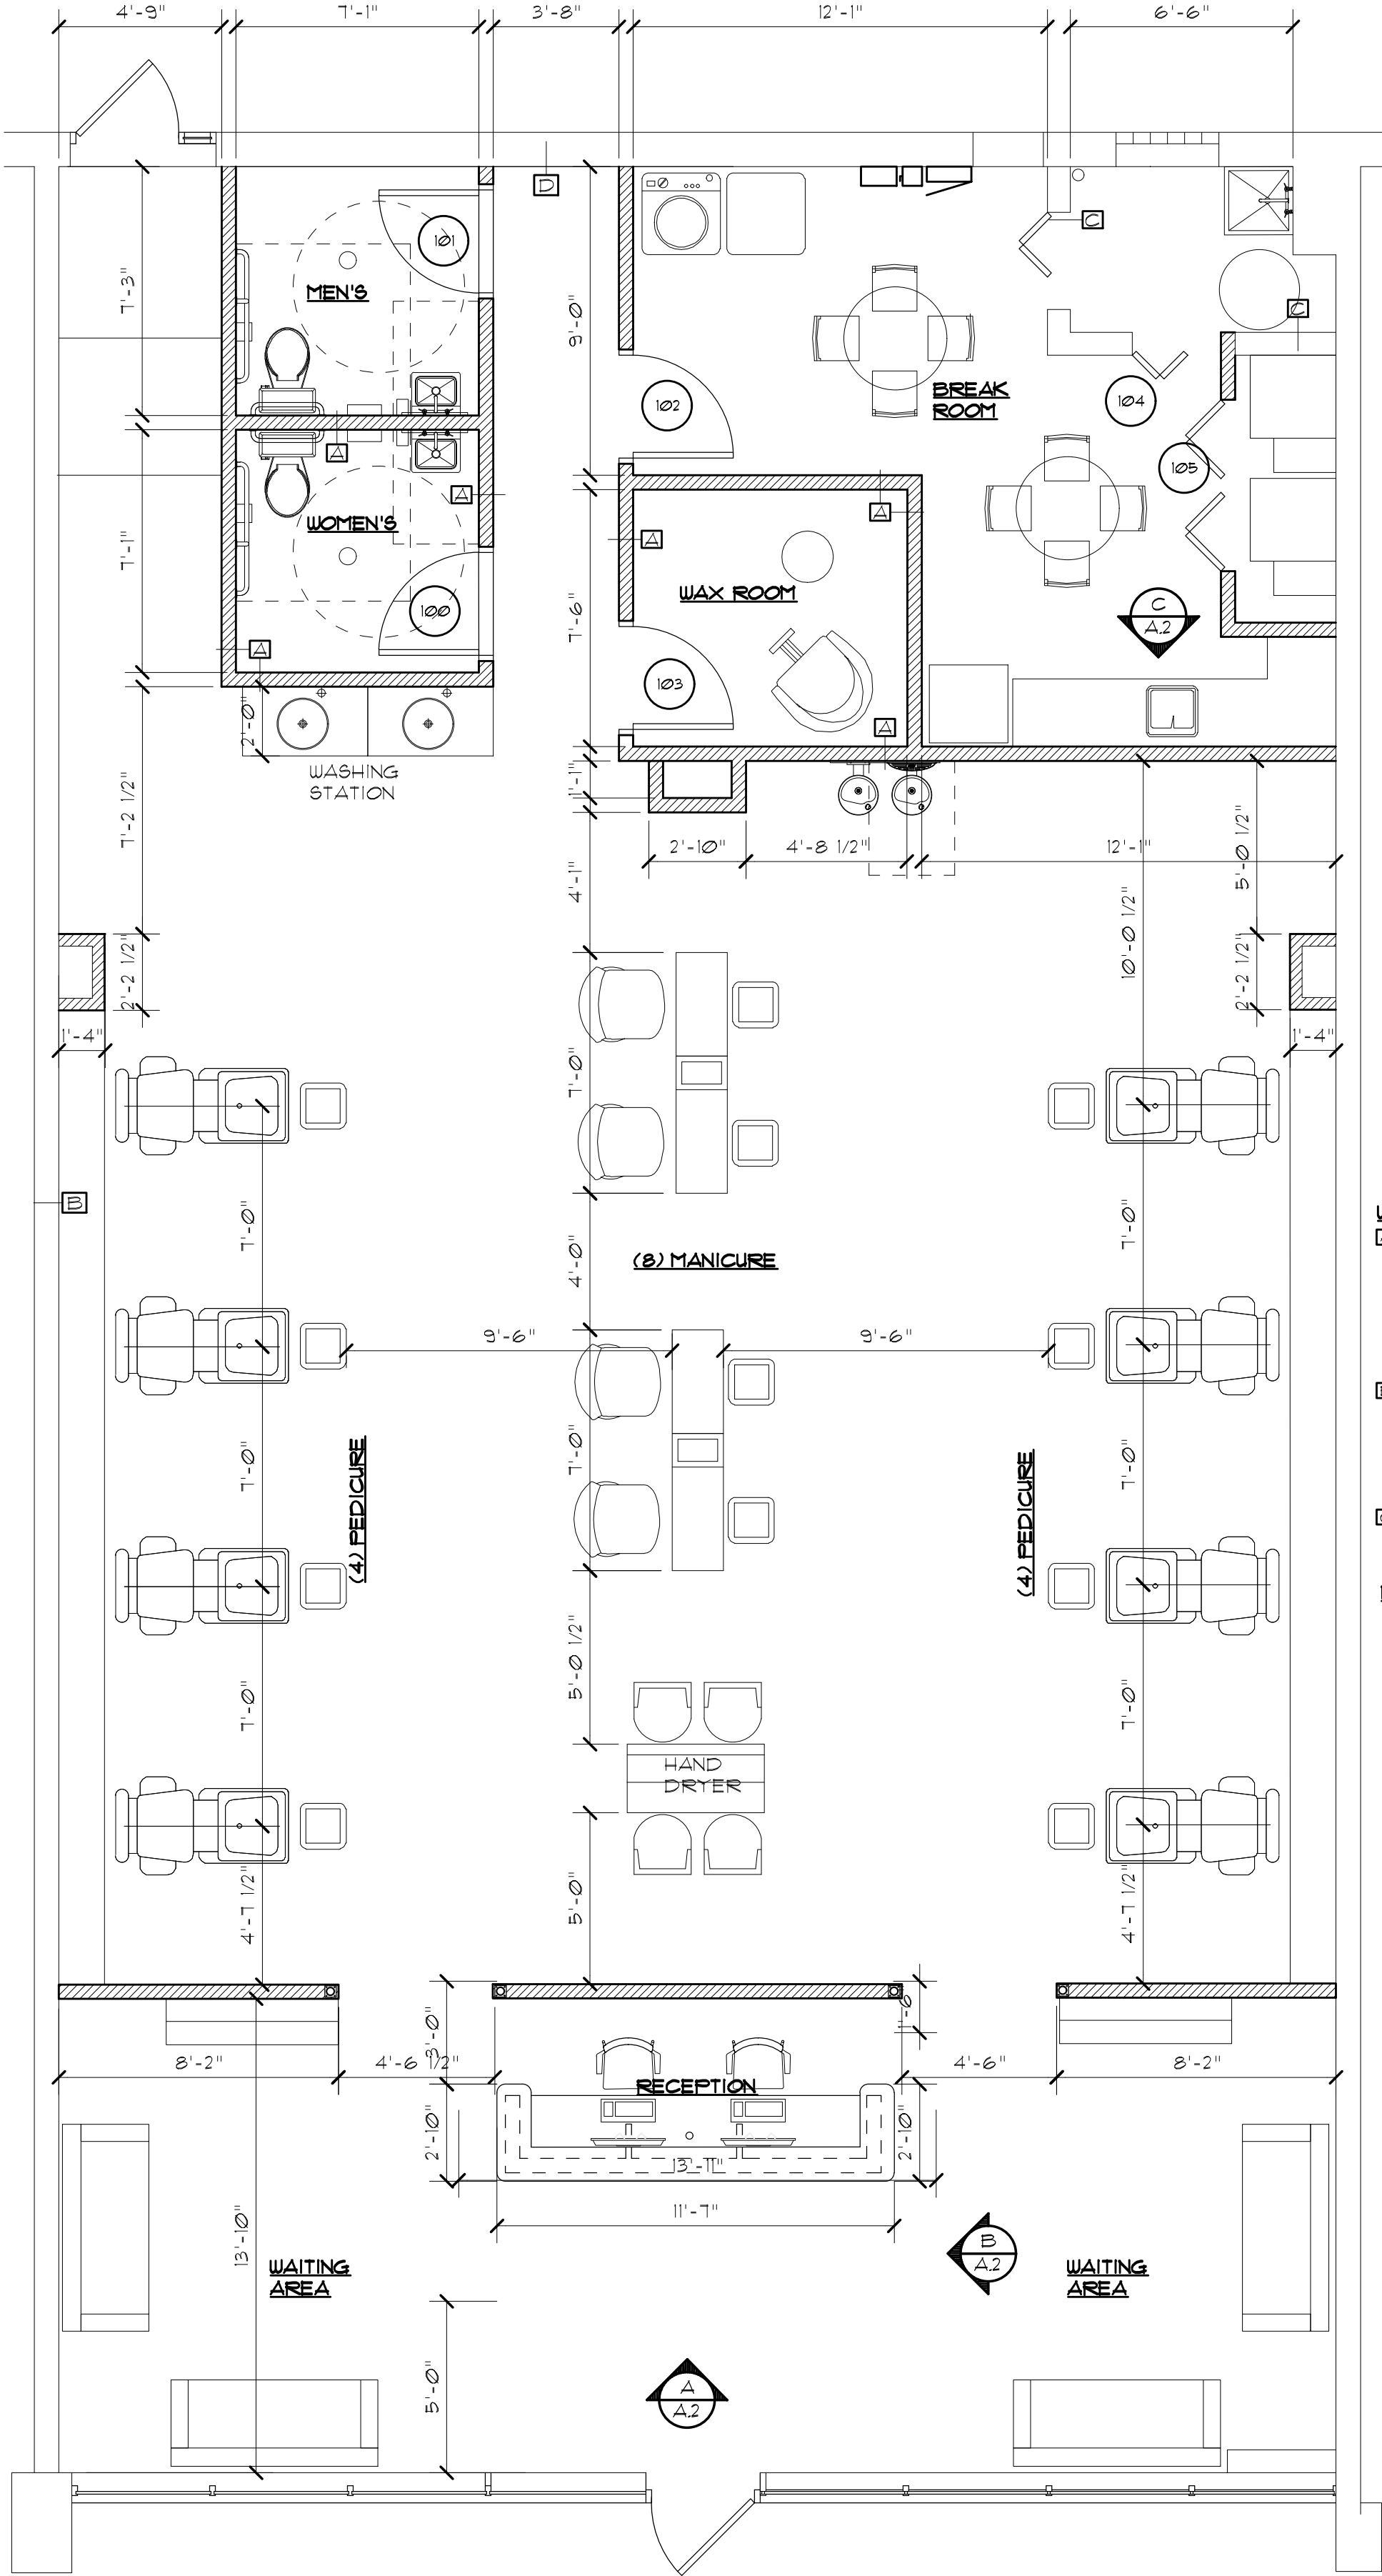 4'-9"
7'-1"
3'-8"
12'-1"
6'-6"
D
C
101
MEN'S
7'-3"
9'-0"
C
BREAK
ROOM
102
104
A
105
A
A
WOMEN'S
A
7'-1"
WAX ROOM
7'-6"
100
C
A.2
A
103
A
2'-0"
WASHING
STATION
1'-1"
7'-2 1/2"
2'-10"
4'-8 1/2"
12'-1"
5'-0 1/2"
4'-1"
10'-0 1/2"
2'-2 1/2"
2'-2 1/2"
1'-4"
1'-4"
7'-0"
B
7'-0"
7'-0"
4'-0"
(8) MANICURE
9'-6"
9'-6"
7'-0"
7'-0"
7'-0"
(4) PEDICURE
(4) PEDICURE
5'-0 1/2"
7'-0"
7'-0"
HAND
DRYER
4'-7 1/2"
5'-0"
4'-7 1/2"
3'-0"
8'-2"
4'-6 1/2"
4'-6"
8'-2"
RECEPTION
2'-10"
2'-10"
13'-11"
11'-7"
13'-10"
B
A.2
WAITING
AREA
WAITING
AREA
5'-0"
A
A.2